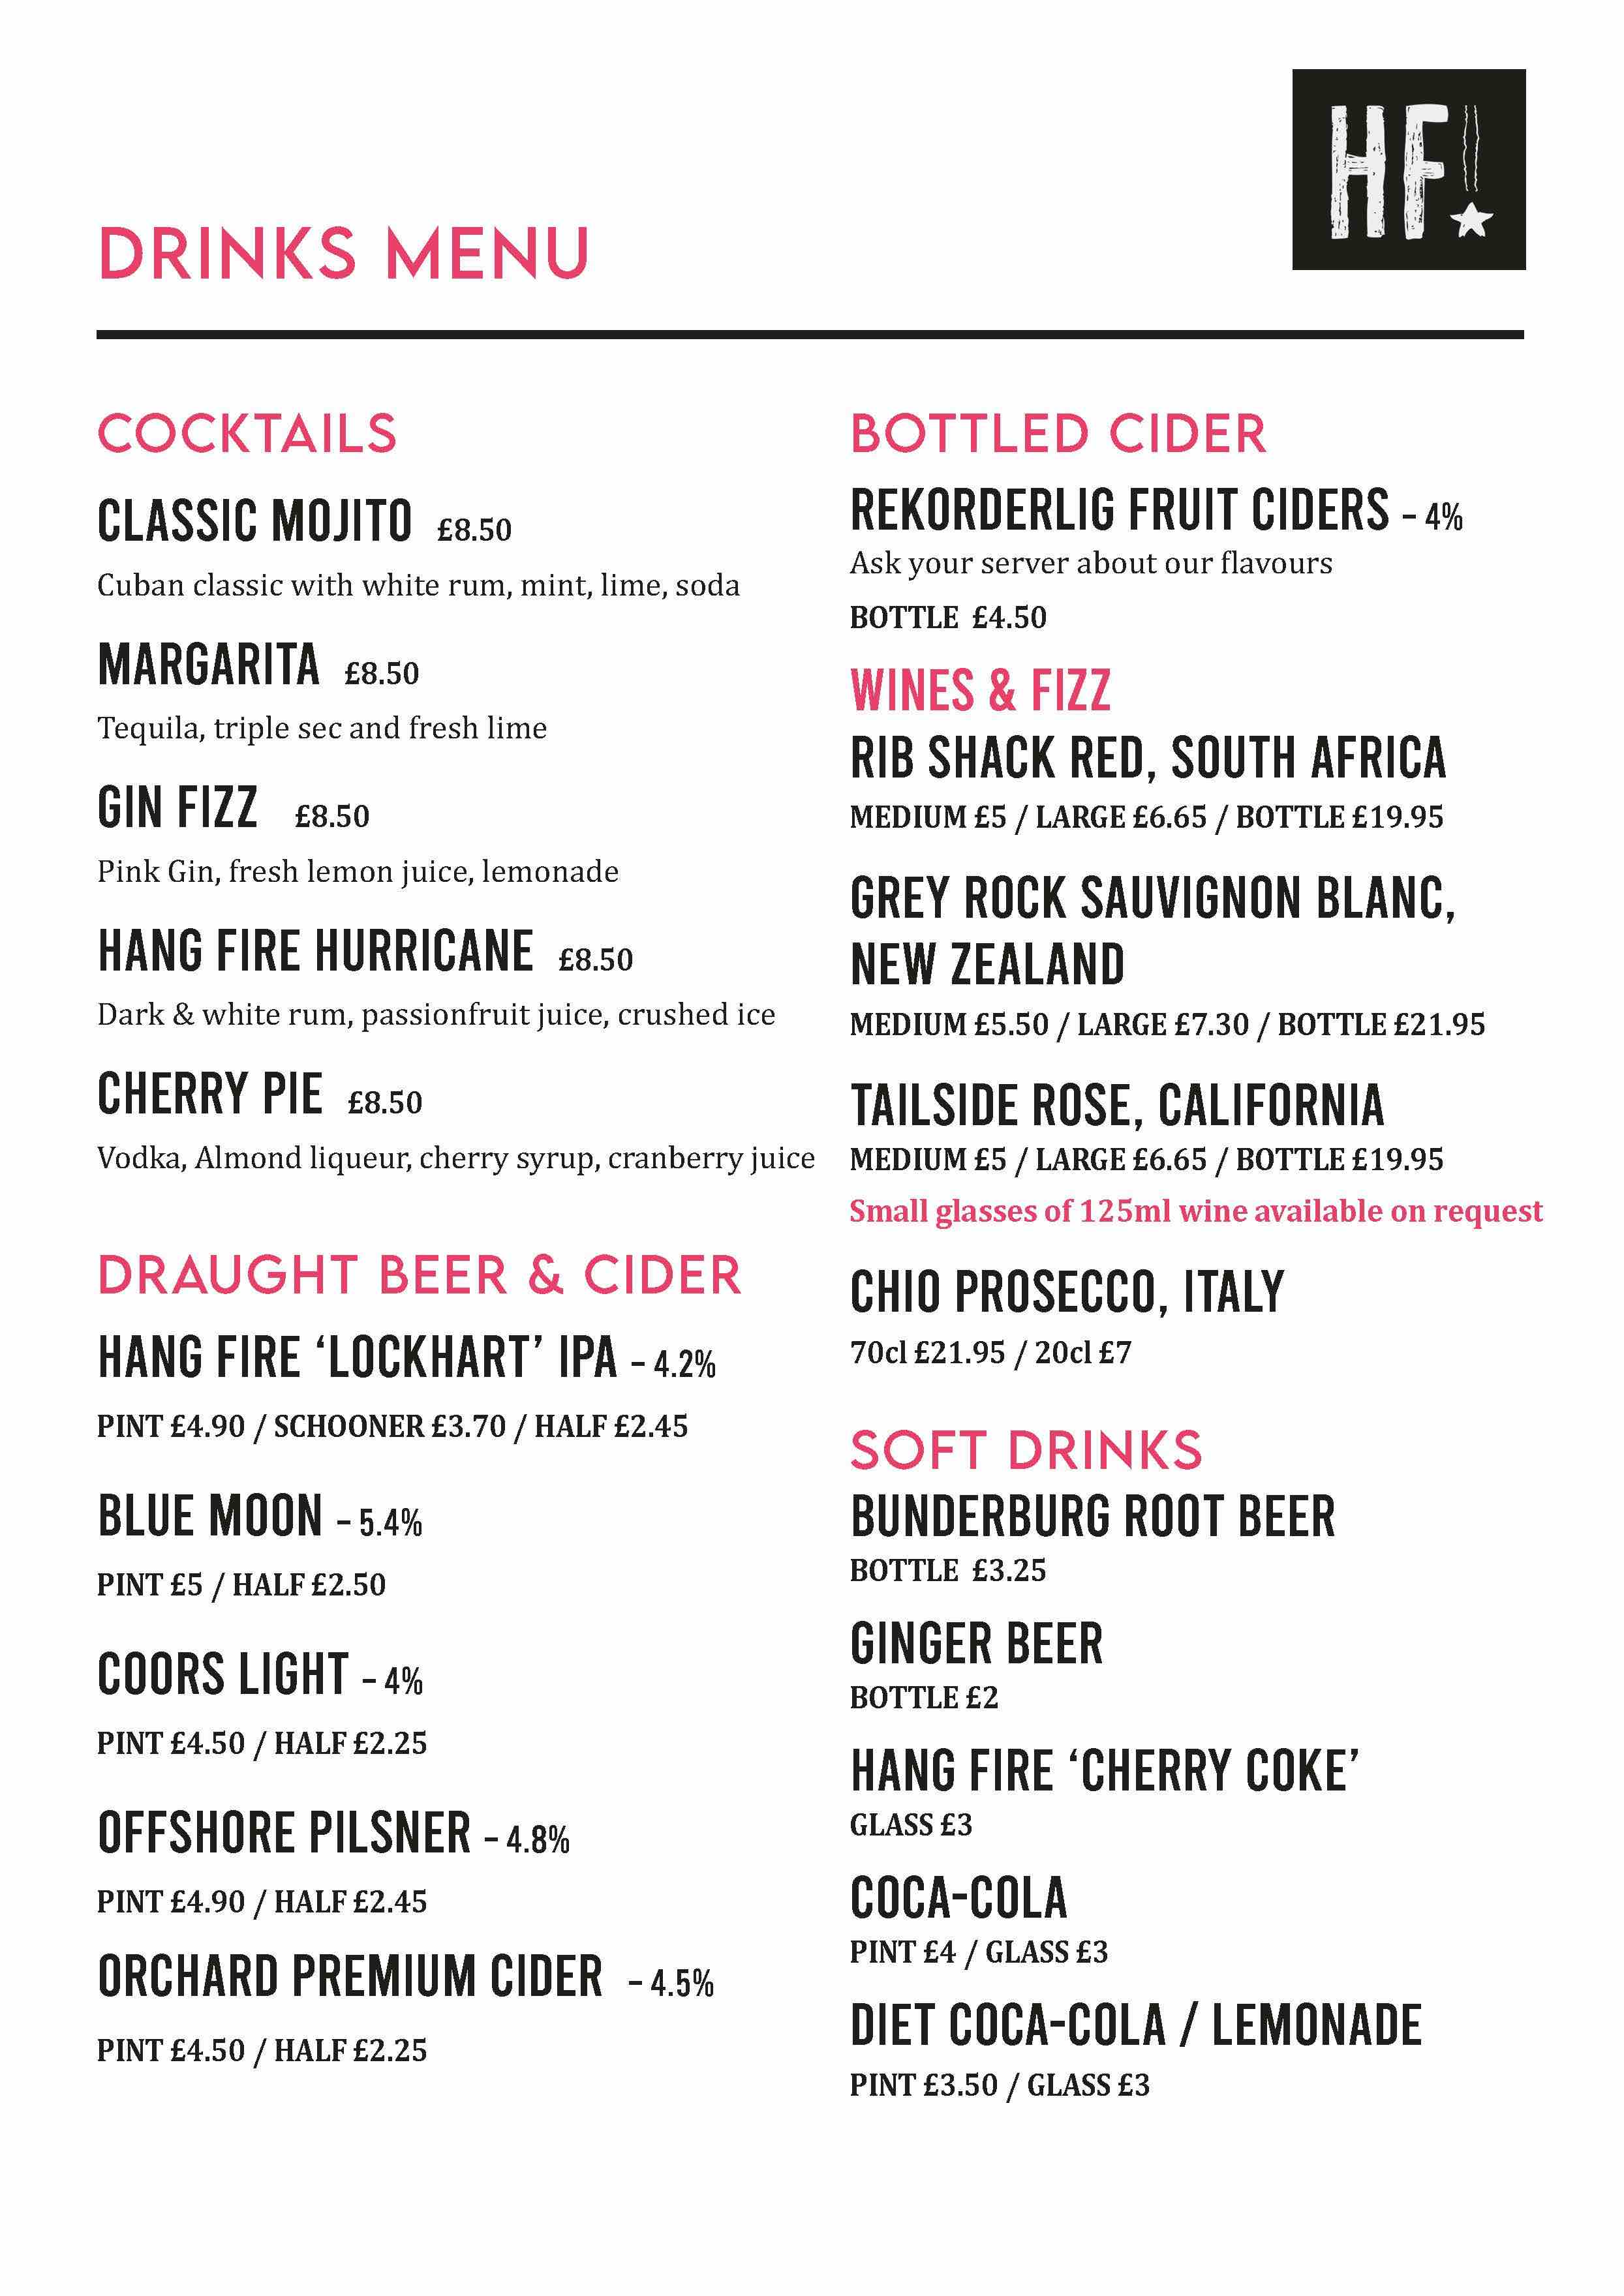 HF!
DRINKS MENU
COCKTAILS
CLASSIC MOJITO £8.50
Cuban classic with white rum, mint, lime, soda
MARGARITA £8.50
Tequila, triple sec and fresh lime
GIN FIZZ £8.50
Pink Gin, fresh lemon juice, lemonade
HANG FIRE HURRICANE £8.50
Dark & white rum, passionfruit juice, crushed ice
CHERRY PIE £8.50
Vodka, Almond liqueur, cherry syrup, cranberry juice
DRAUGHT BEER & CIDER
HANG FIRE ‘LOCKHART’ IPA – 4.2%
PINT £4.90 / SCHOONER £3.70 / HALF £2.45
BLUE MOON – 5.4%
PINT £5 / HALF £2.50
COORS LIGHT – 4%
PINT £4.50 / HALF £2.25
OFFSHORE PILSNER – 4.8%
PINT £4.90 / HALF £2.45
ORCHARD PREMIUM CIDER – 4.5%
PINT £4.50 / HALF £2.25
BOTTLED CIDER
REKORDERLIG FRUIT CIDERS – 4%
Ask your server about our flavours
BOTTLE £4.50
WINES & FIZZ
RIB SHACK RED, SOUTH AFRICA
MEDIUM £5 / LARGE £6.65 / BOTTLE £19.95
GREY ROCK SAUVIGNON BLANC,
NEW ZEALAND
MEDIUM £5.50 / LARGE £7.30 / BOTTLE £21.95
TAILSIDE ROSE, CALIFORNIA
MEDIUM £5 / LARGE £6.65 / BOTTLE £19.95
Small glasses of 125ml wine available on request
CHIO PROSECCO, ITALY
70cl £21.95 / 20cl £7
SOFT DRINKS
BUNDERBURG ROOT BEER
BOTTLE £3.25
GINGER BEER
BOTTLE £2
HANG FIRE ‘CHERRY COKE’
GLASS £3
COCA-COLA
PINT £4 / GLASS £3
DIET COCA-COLA / LEMONADE
PINT £3.50 / GLASS £3